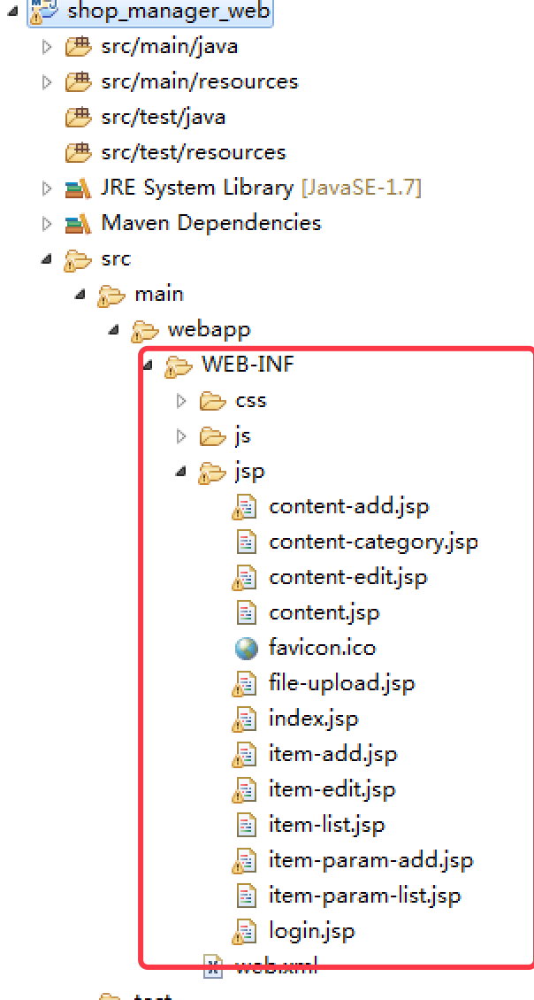 shop_manager_web
src/main/java
src/main/resources
src/test/java
src/test/resources
JRE System Library [JavaSE-1.7]
Maven Dependencies
src
main
webapp
WEB-INF
css
js
jsp
content-add.jsp
content-category.jsp
content-edit.jsp
content.jsp
favicon.ico
file-upload.jsp
index.jsp
item-add.jsp
item-edit.jsp
item-list.jsp
item-param-add.jsp
item-param-list.jsp
login.jsp
web.xml
test